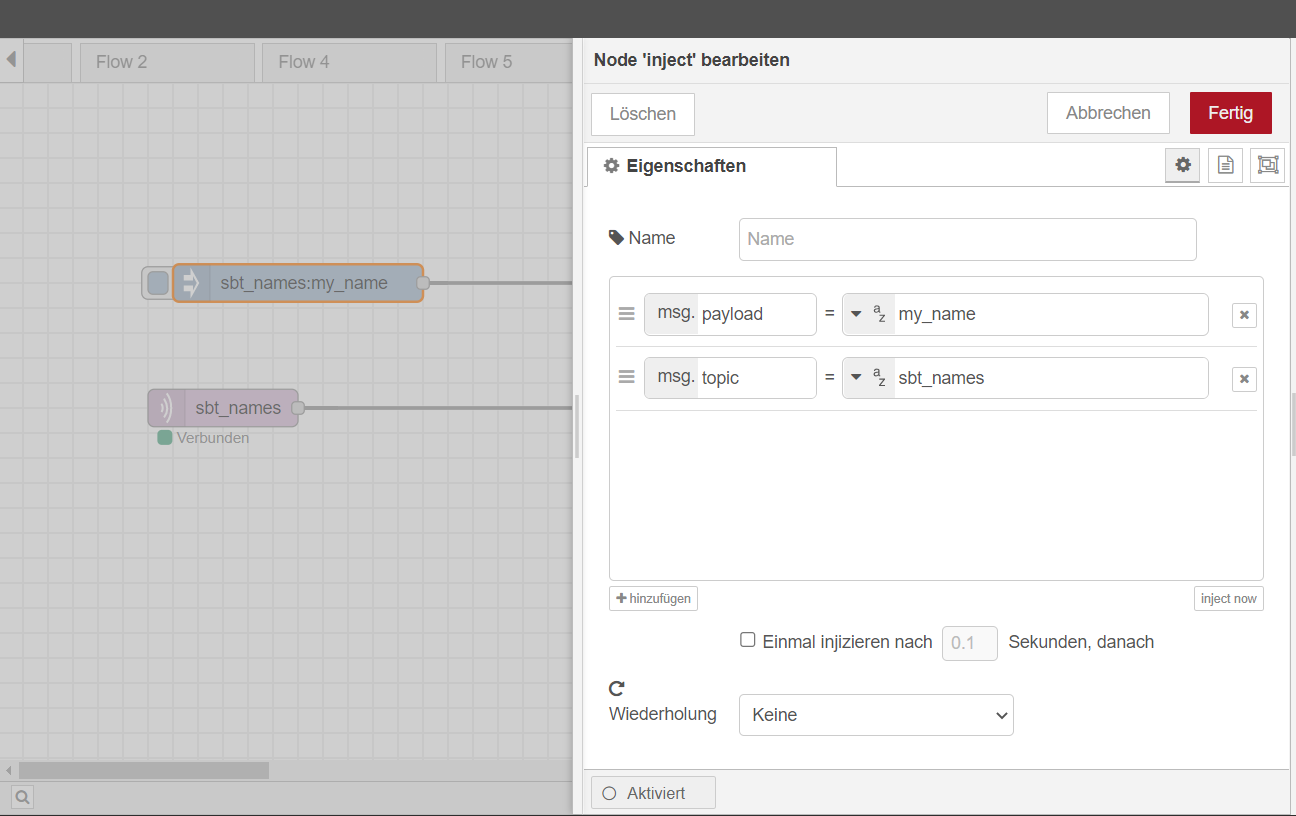 Flow 2
Flow 4
Flow 5
sbt_names:my_name
sbt_names
Verbunden
Node 'inject' bearbeiten
Löschen
Abbrechen
Fertig
Eigenschaften
Name
Name
msg. payload = az my_name
msg. topic = az sbt_names
hinzufügen
inject now
Einmal injizieren nach 0.1 Sekunden, danach
Wiederholung
Keine
Aktiviert